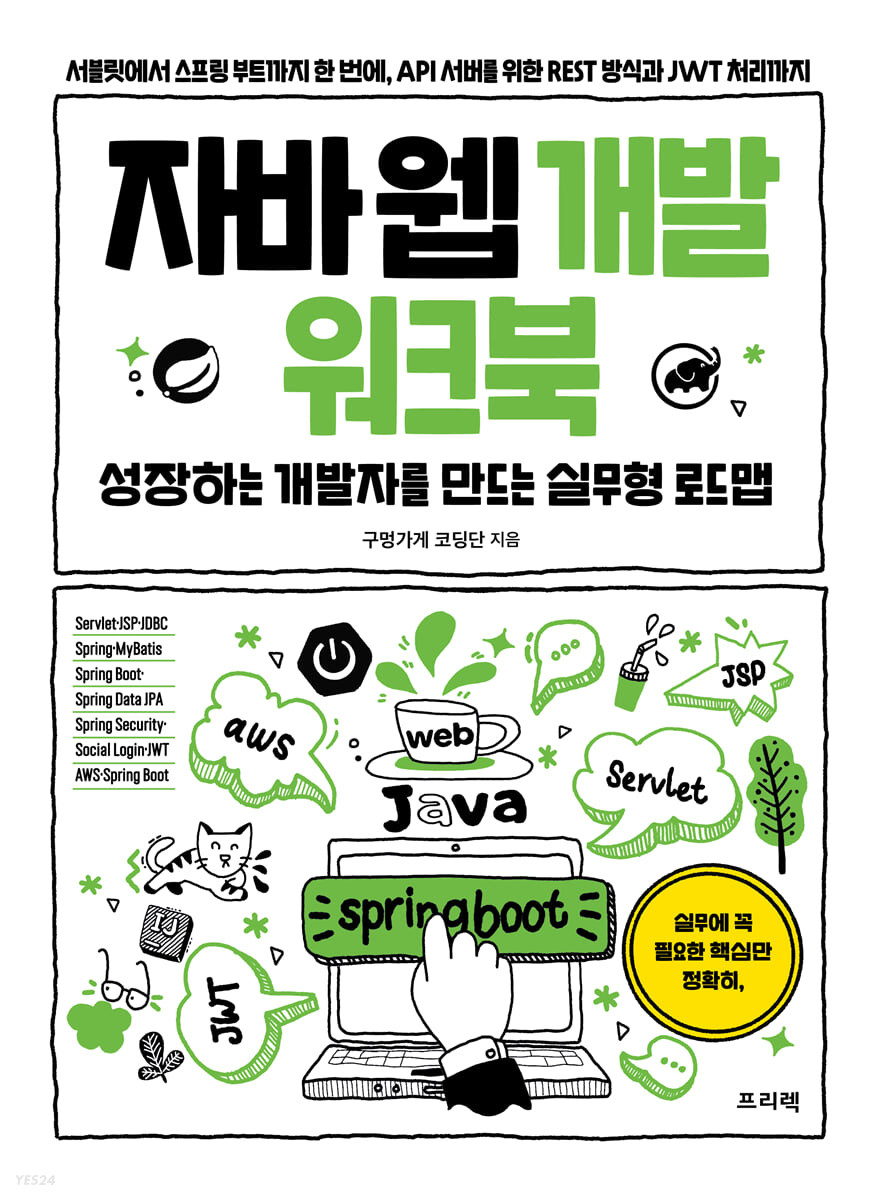 서블릿에서 스프링 부트까지 한 번에, API 서버를 위한 REST 방식과 JWT 처리까지
자바 웹 개발
워크북
성장하는 개발자를 만드는 실무형 로드맵
구멍가게 코딩단 지음
Servlet·JSP·JDBC
Spring·MyBatis
Spring Boot·
Spring Data JPA
Spring Security·
Social Login·JWT
AWS·Spring Boot
aws
web
JSP
Servlet
Java
springboot
IJ
JWT
실무에 꼭
필요한 핵심만
정확히,
프리렉
YES24